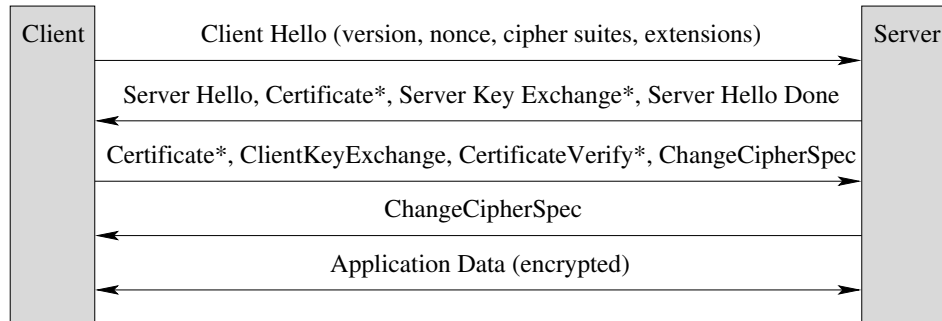 Client
Client Hello (version, nonce, cipher suites, extensions)
Server
Server Hello, Certificate*, Server Key Exchange*, Server Hello Done
Certificate*, ClientKeyExchange, CertificateVerify*, ChangeCipherSpec
ChangeCipherSpec
Application Data (encrypted)